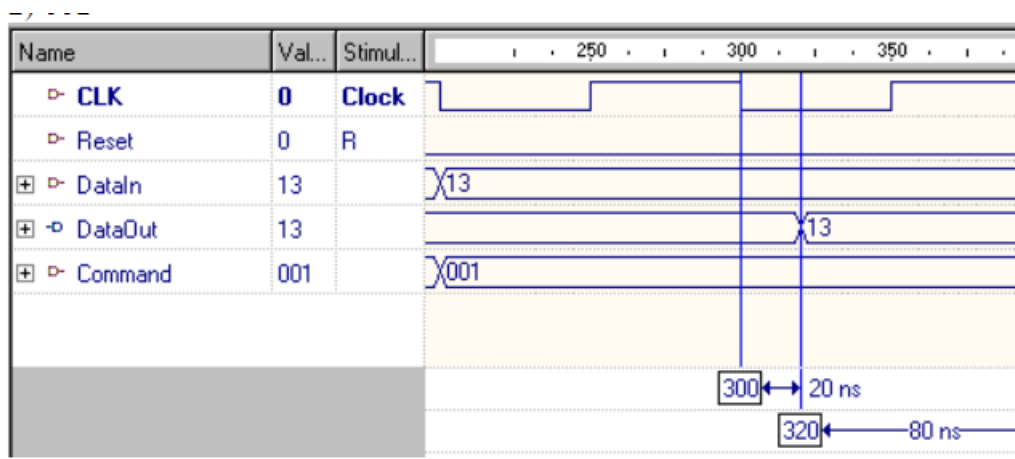 Name Val... Stimul... 250 300 350
CLK 0 Clock
Reset 0 R
DataIn 13 13
DataOut 13 13
Command 001 001
300 20 ns
320 80 ns